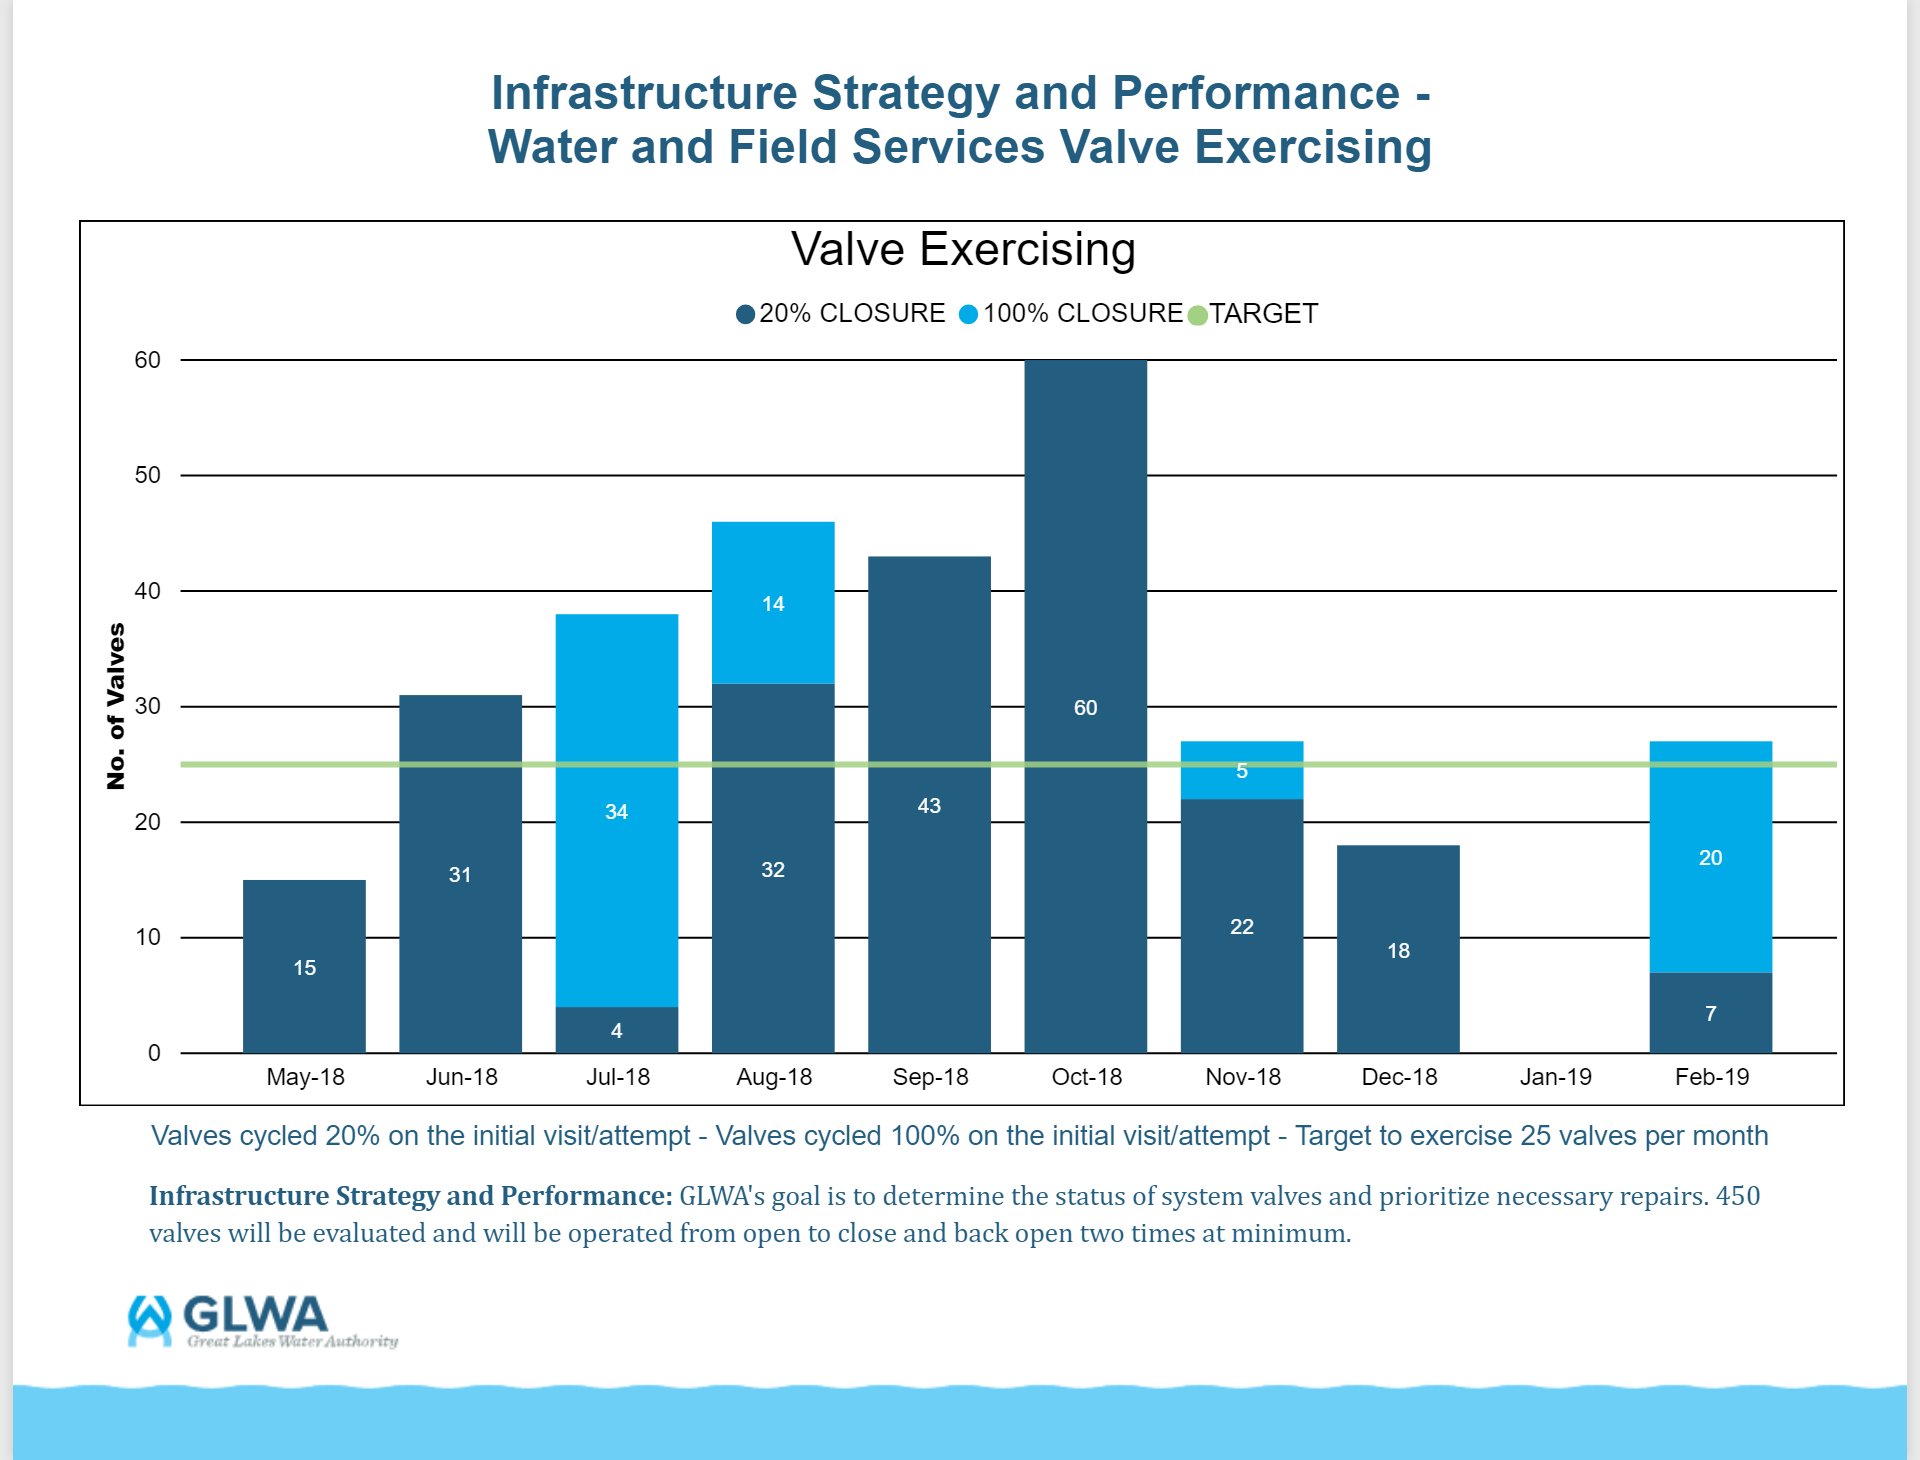 Infrastructure Strategy and Performance -
Water and Field Services Valve Exercising
Valve Exercising
20% CLOSURE 100% CLOSURE TARGET
No. of Valves
60
50
40
30
20
10
0
15
31
34
4
14
32
43
60
5
22
18
20
7
May-18 Jun-18 Jul-18 Aug-18 Sep-18 Oct-18 Nov-18 Dec-18 Jan-19 Feb-19
Valves cycled 20% on the initial visit/attempt - Valves cycled 100% on the initial visit/attempt - Target to exercise 25 valves per month
Infrastructure Strategy and Performance: GLWA's goal is to determine the status of system valves and prioritize necessary repairs. 450
valves will be evaluated and will be operated from open to close and back open two times at minimum.
GLWA
Great Lakes Water Authority